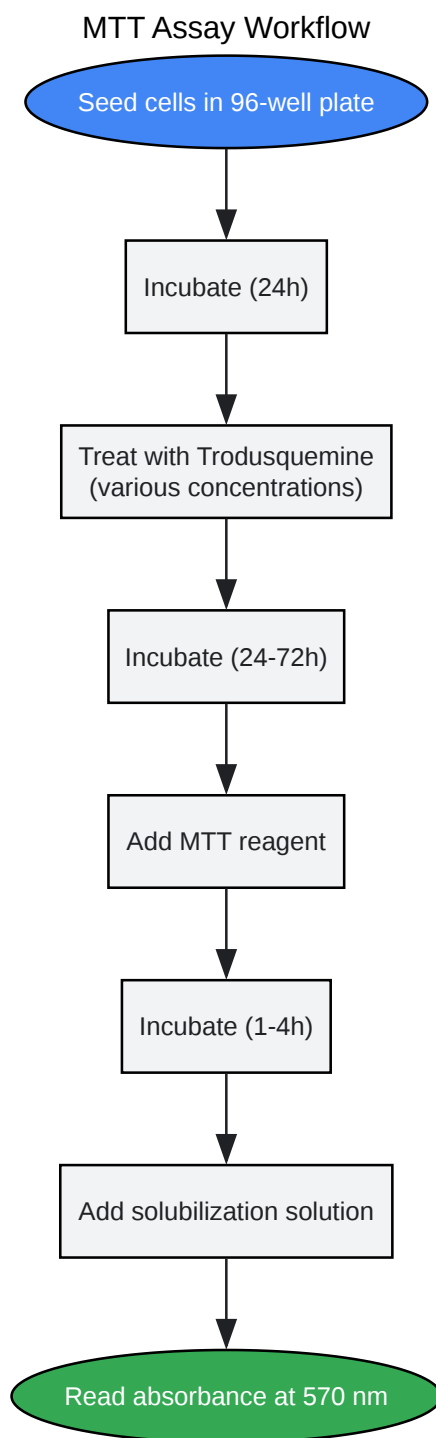 MTT Assay Workflow
Seed cells in 96-well plate
Incubate (24h)
Treat with Trodusquemine
(various concentrations)
Incubate (24-72h)
Add MTT reagent
Incubate (1-4h)
Add solubilization solution
Read absorbance at 570 nm